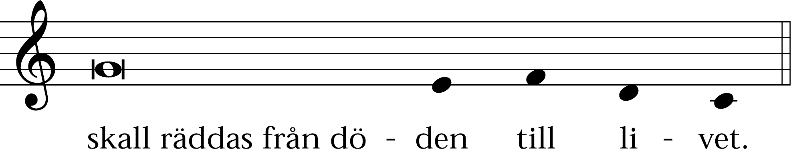 skall räddas från dö - den till li - vet.